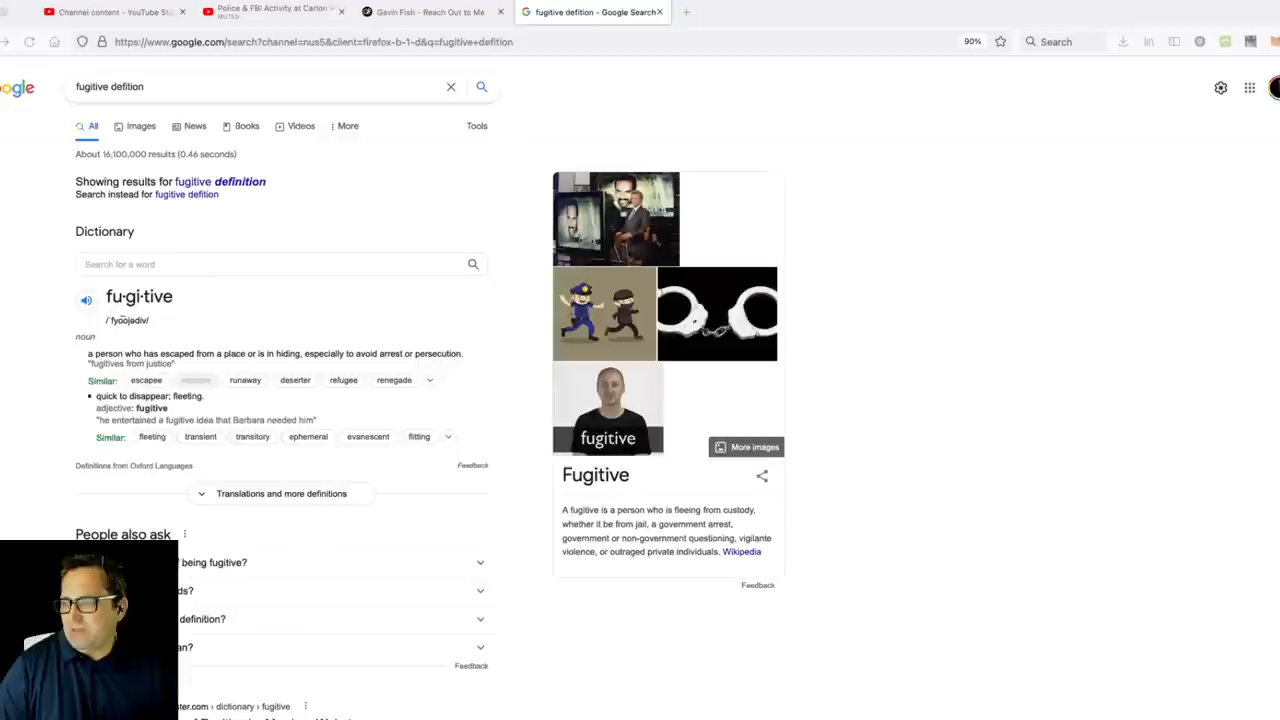 Channel content - YouTube Stu
Police & FBI Activity at Carlon
MUTED
Gavin Fish - Reach Out to Me
fugitive defition - Google Search
https://www.google.com/search?channel=nus5&client=firefox-b-1-d&q=fugitive+defition
90%
Search
ogle
fugitive defition
All
Images
News
Books
Videos
More
Tools
About 16,100,000 results (0.46 seconds)
Showing results for fugitive definition
Search instead for fugitive defition
Dictionary
Search for a word
fu·gi·tive
/ˈfyo͞ojədiv/
noun
a person who has escaped from a place or is in hiding, especially to avoid arrest or persecution.
"fugitives from justice"
Similar: escapee runaway deserter refugee renegade
quick to disappear; fleeting.
adjective: fugitive
"he entertained a fugitive idea that Barbara needed him"
Similar: fleeting transient transitory ephemeral evanescent flitting
Definitions from Oxford Languages
Feedback
Translations and more definitions
People also ask
being fugitive?
ds?
definition?
an?
Feedback
ster.com › dictionary › fugitive
fugitive
More images
Fugitive
A fugitive is a person who is fleeing from custody,
whether it be from jail, a government arrest,
government or non-government questioning, vigilante
violence, or outraged private individuals. Wikipedia
Feedback